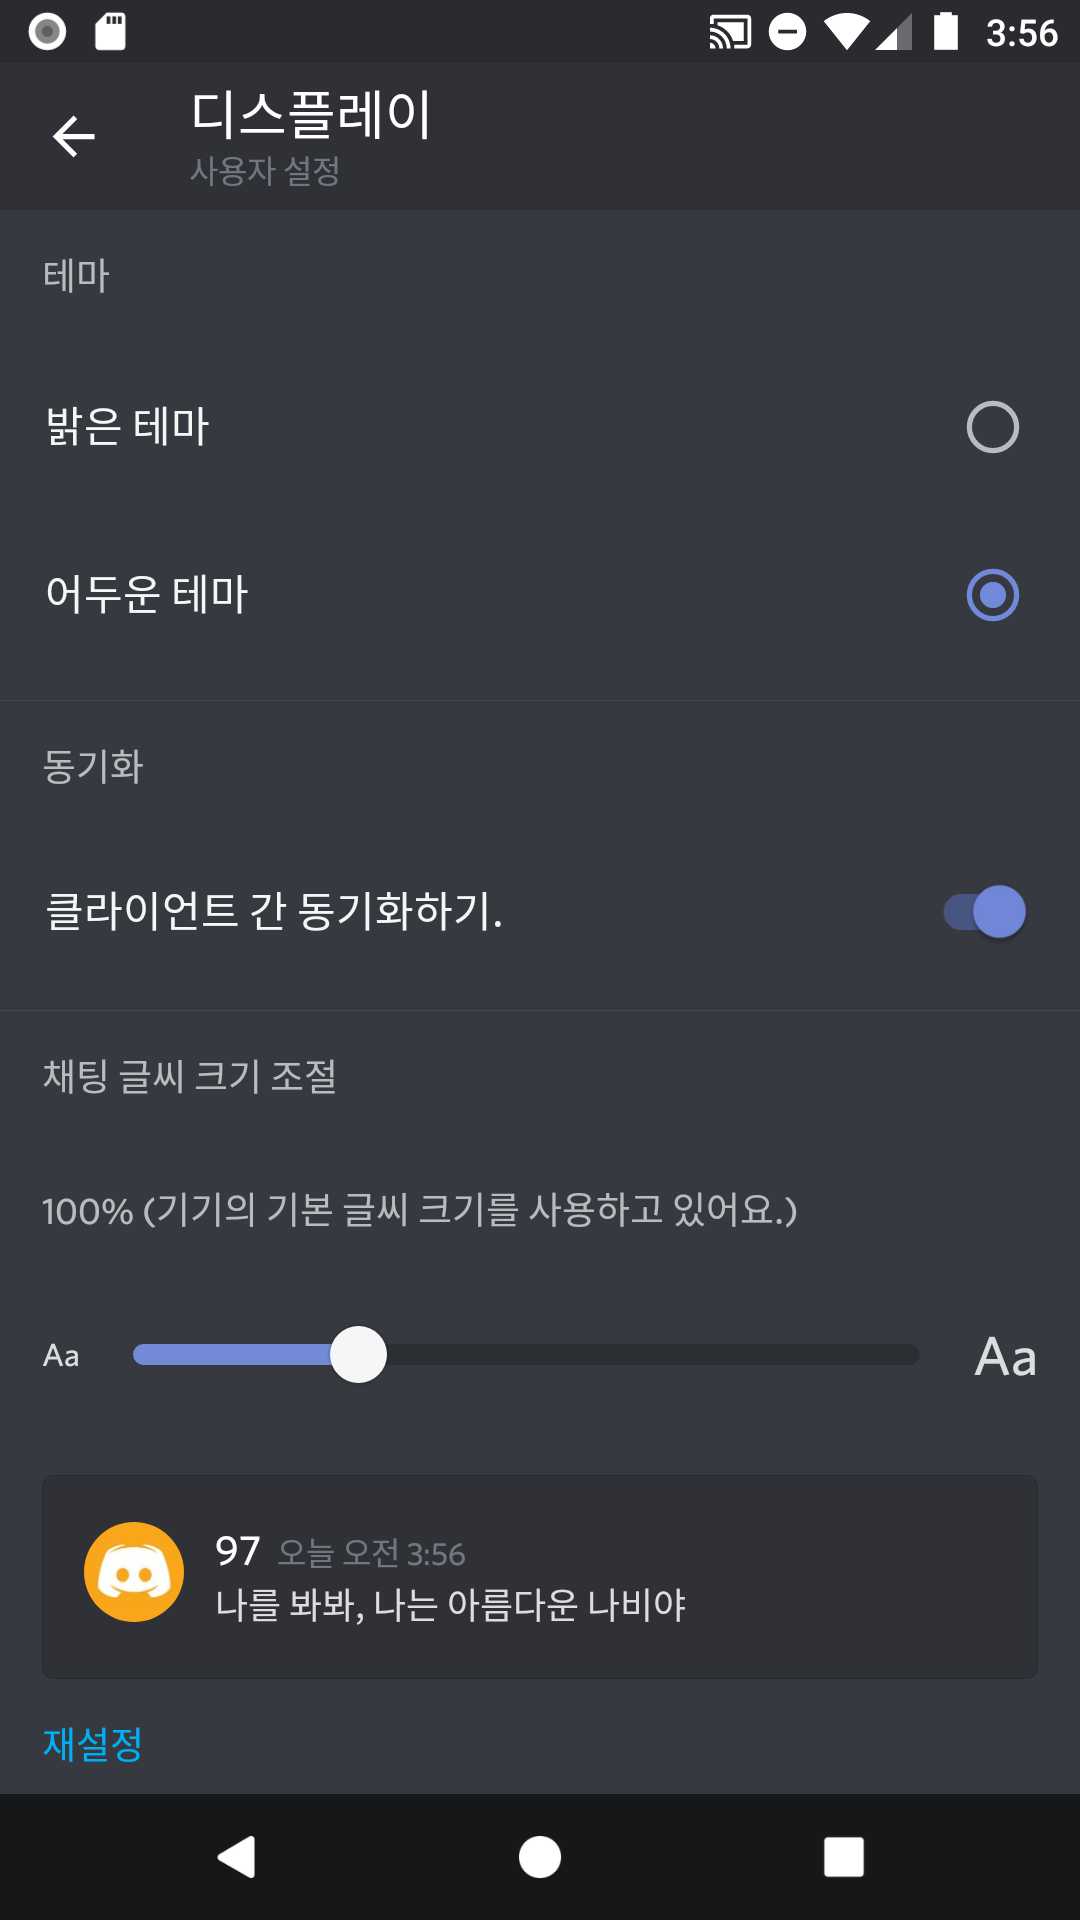 3:56
디스플레이
사용자 설정
테마
밝은 테마
어두운 테마
동기화
클라이언트 간 동기화하기.
채팅 글씨 크기 조절
100% (기기의 기본 글씨 크기를 사용하고 있어요.)
Aa Aa
97 오늘 오전 3:56
나를 봐봐, 나는 아름다운 나비야
재설정